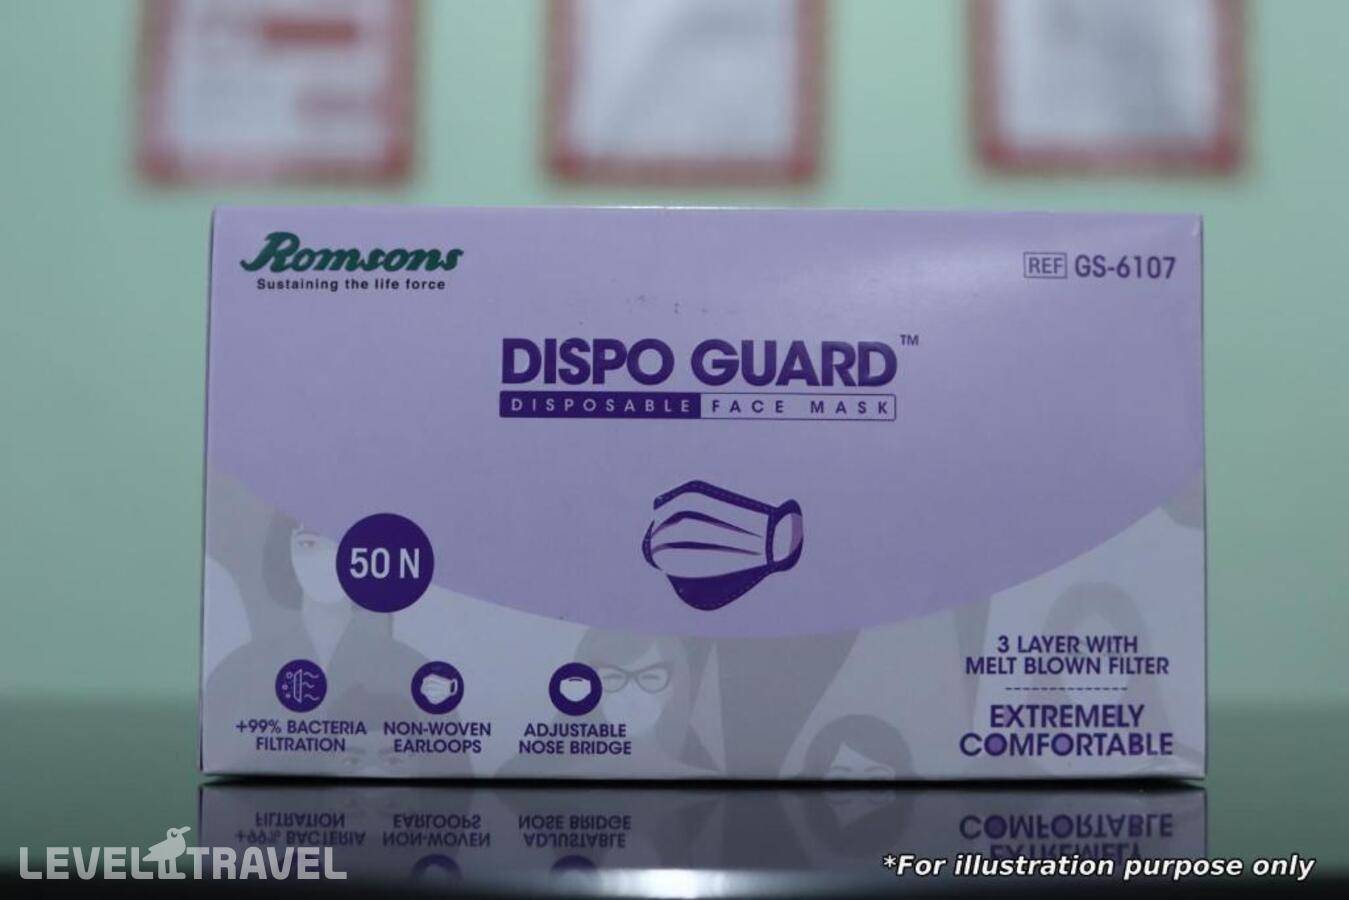 Romsons
Sustaining the life force
REF GS-6107
DISPO GUARD™
DISPOSABLE FACE MASK
50 N
3 LAYER WITH
MELT BLOWN FILTER
EXTREMELY
COMFORTABLE
+99% BACTERIA
FILTRATION
NON-WOVEN
EARLOOPS
ADJUSTABLE
NOSE BRIDGE
LEVEL TRAVEL
*For illustration purpose only